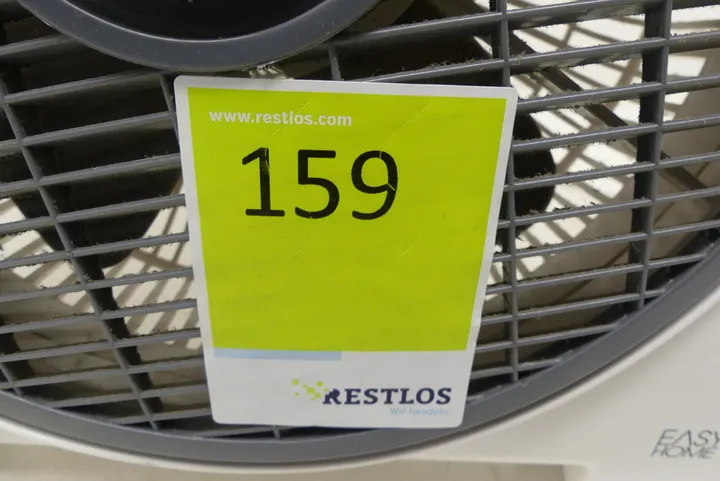 www.restlos.com
159
RESTLOS
Wir handeln.
EASY
HOME